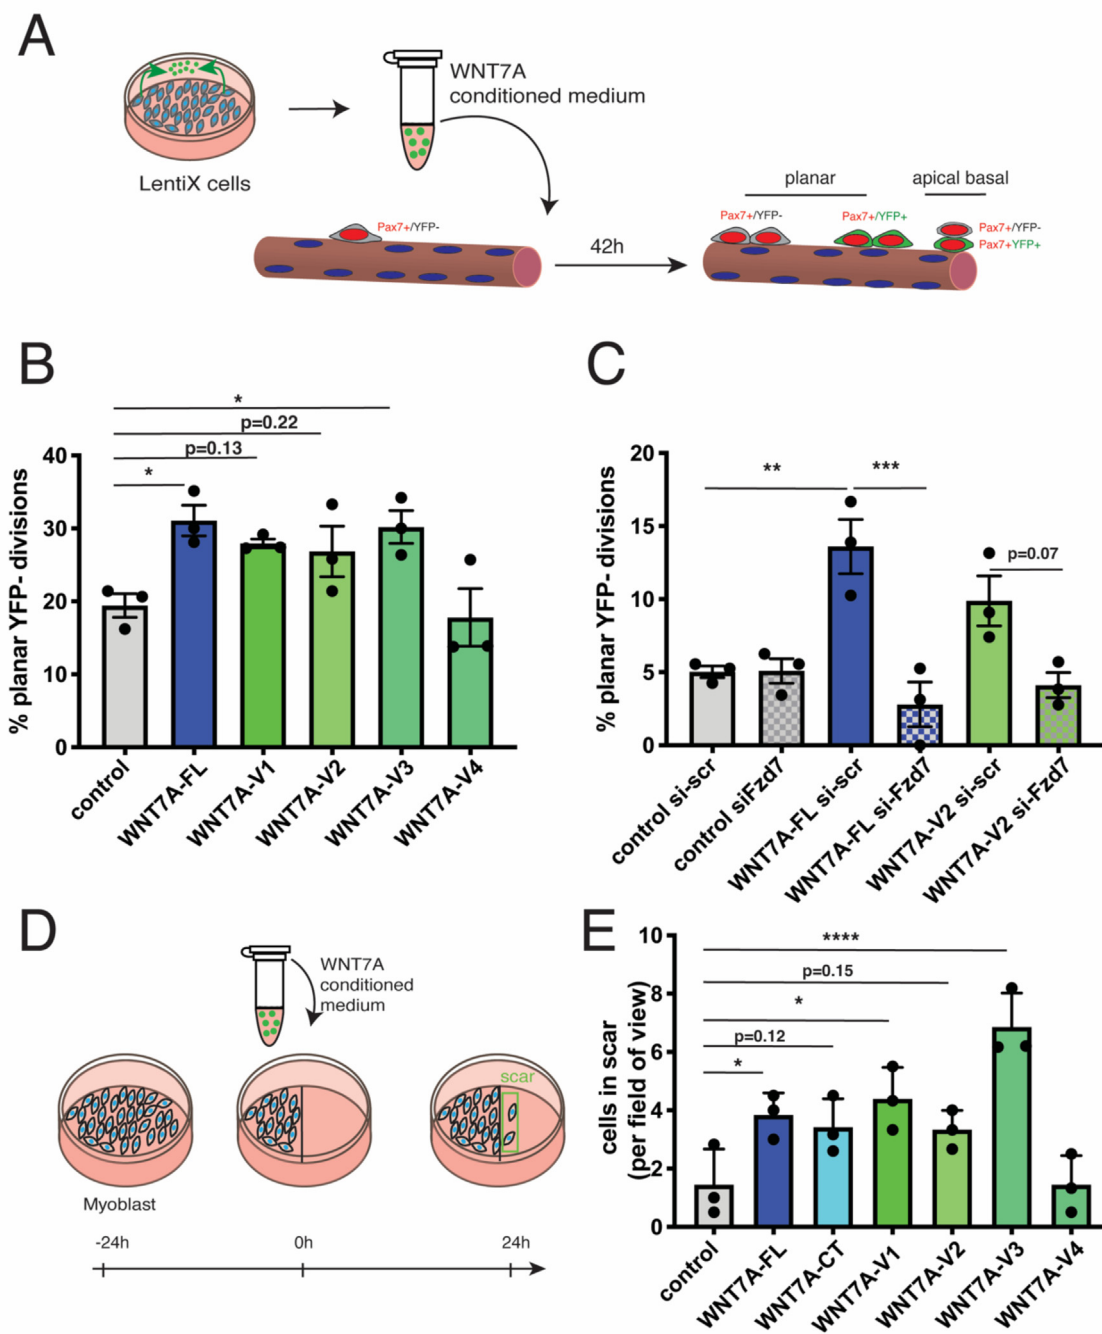 A
WNT7A
conditioned medium
LentiX cells
planar
apical basal
Pax7+/YFP-
Pax7+/YFP-
Pax7+/YFP+
Pax7+/YFP-
Pax7+YFP+
42h
B
*
p=0.22
p=0.13
*
% planar YFP- divisions
40
30
20
10
0
control
WNT7A-FL
WNT7A-V1
WNT7A-V2
WNT7A-V3
WNT7A-V4
C
**
***
p=0.07
% planar YFP- divisions
20
15
10
5
0
control si-scr
control siFzd7
WNT7A-FL si-scr
WNT7A-FL si-Fzd7
WNT7A-V2 si-scr
WNT7A-V2 si-Fzd7
D
WNT7A
conditioned
medium
scar
Myoblast
-24h
0h
24h
E
****
p=0.15
*
p=0.12
*
cells in scar
(per field of view)
10
8
6
4
2
0
control
WNT7A-FL
WNT7A-CT
WNT7A-V1
WNT7A-V2
WNT7A-V3
WNT7A-V4